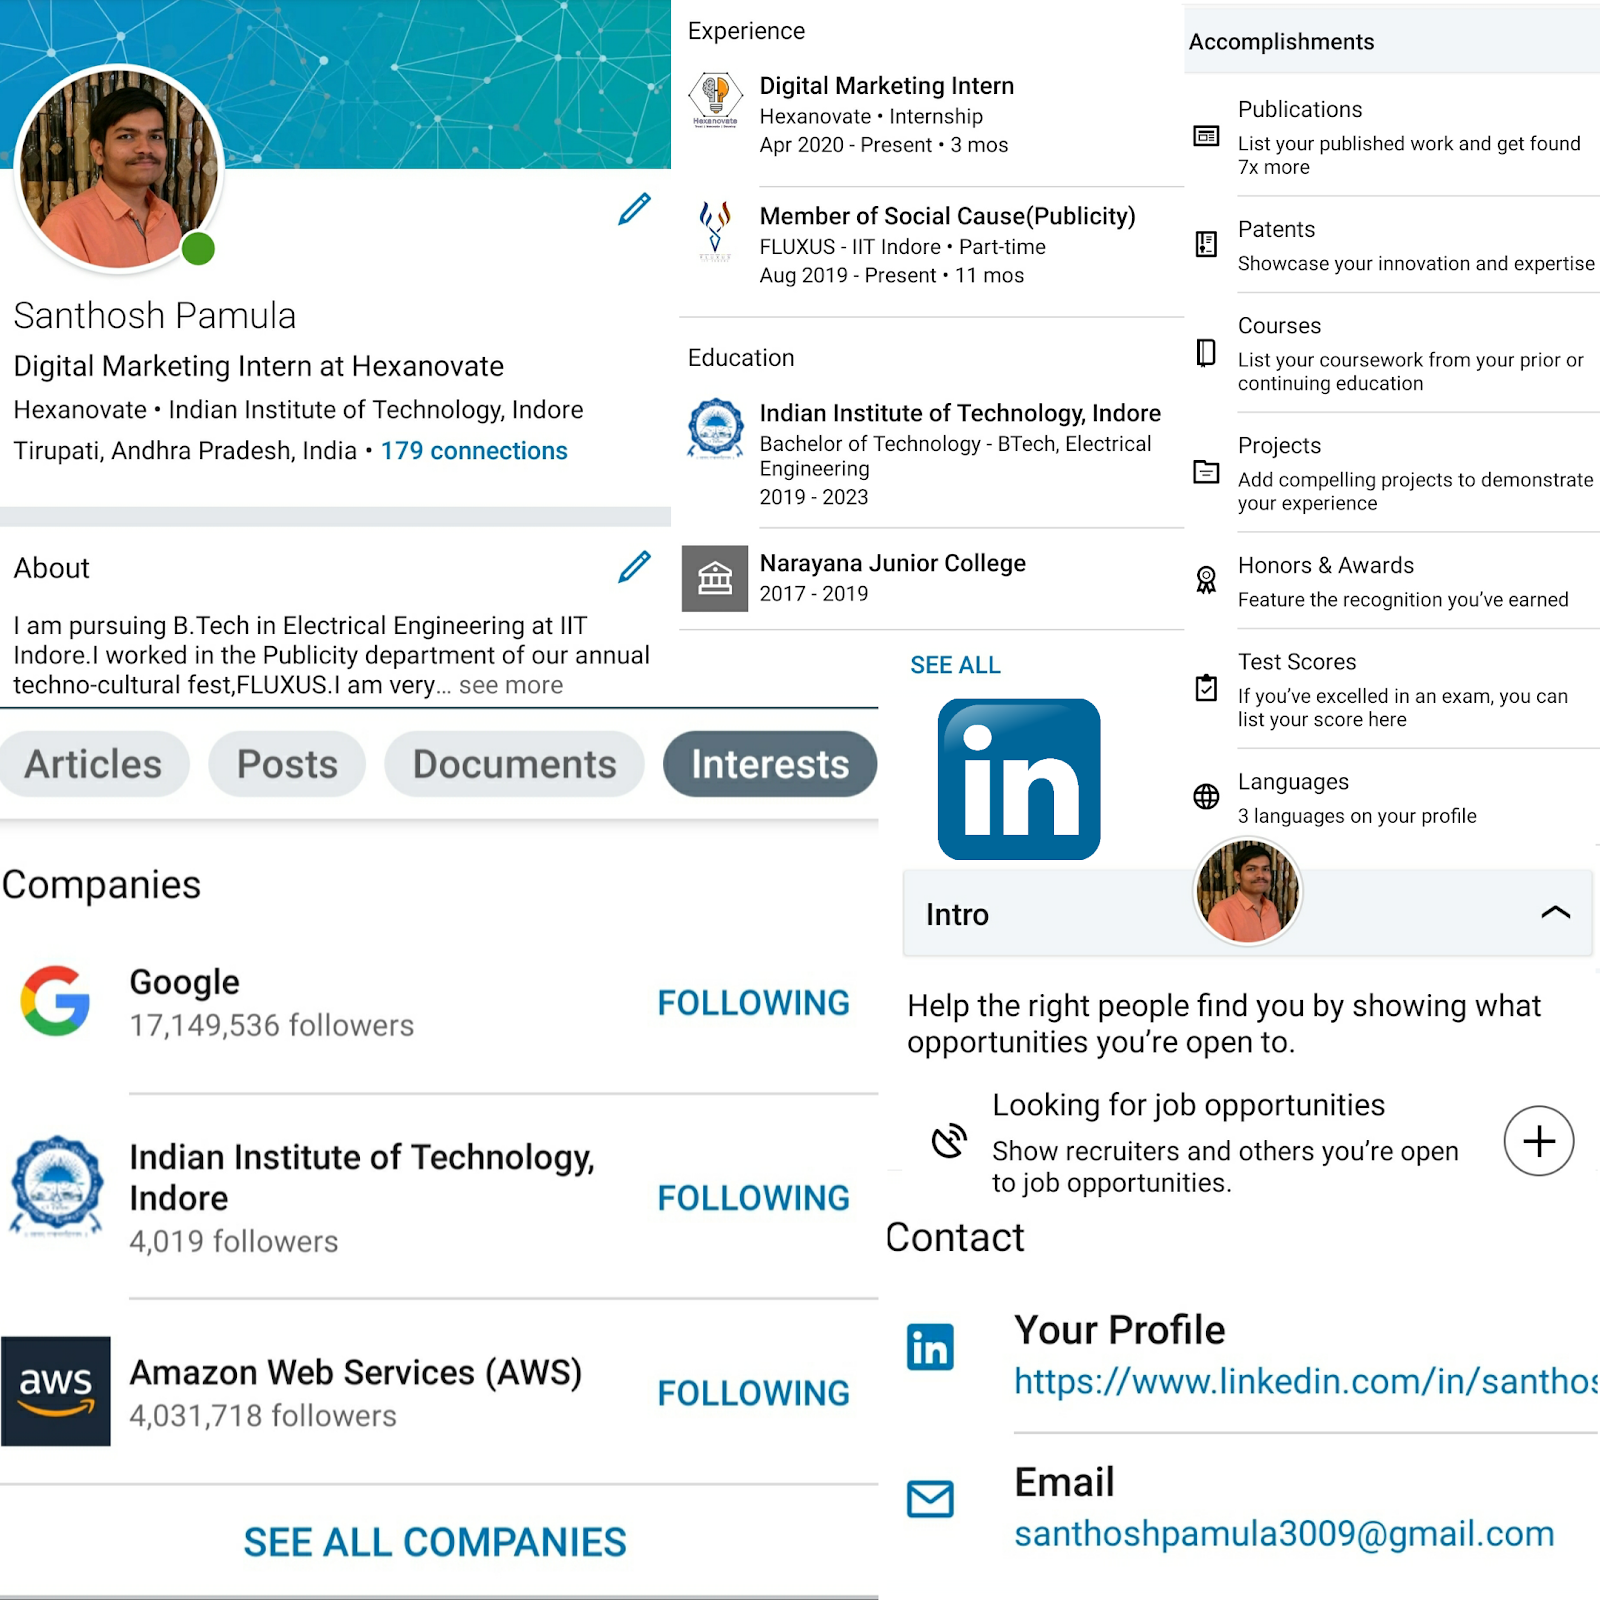 Santhosh Pamula
Digital Marketing Intern at Hexanovate
Hexanovate • Indian Institute of Technology, Indore
Tirupati, Andhra Pradesh, India • 179 connections
About
I am pursuing B.Tech in Electrical Engineering at IIT
Indore.I worked in the Publicity department of our annual
techno-cultural fest,FLUXUS.I am very... see more
Experience
Hexanovate
Digital Marketing Intern
Hexanovate • Internship
Apr 2020 - Present • 3 mos
FLUXUS
Member of Social Cause(Publicity)
FLUXUS - IIT Indore • Part-time
Aug 2019 - Present • 11 mos
Education
Indian Institute of Technology, Indore
Bachelor of Technology - BTech, Electrical
Engineering
2019 - 2023
Narayana Junior College
2017 - 2019
SEE ALL
in
Accomplishments
Publications
List your published work and get found
7x more
Patents
Showcase your innovation and expertise
Courses
List your coursework from your prior or
continuing education
Projects
Add compelling projects to demonstrate
your experience
Honors & Awards
Feature the recognition you've earned
Test Scores
If you've excelled in an exam, you can
list your score here
Languages
3 languages on your profile
Articles
Posts
Documents
Interests
Companies
Google
17,149,536 followers
FOLLOWING
Indian Institute of Technology,
Indore
4,019 followers
FOLLOWING
aws
Amazon Web Services (AWS)
4,031,718 followers
FOLLOWING
SEE ALL COMPANIES
Intro
Help the right people find you by showing what
opportunities you're open to.
Looking for job opportunities
Show recruiters and others you're open
to job opportunities.
Contact
in
Your Profile
https://www.linkedin.com/in/santhos
Email
santhoshpamula3009@gmail.com